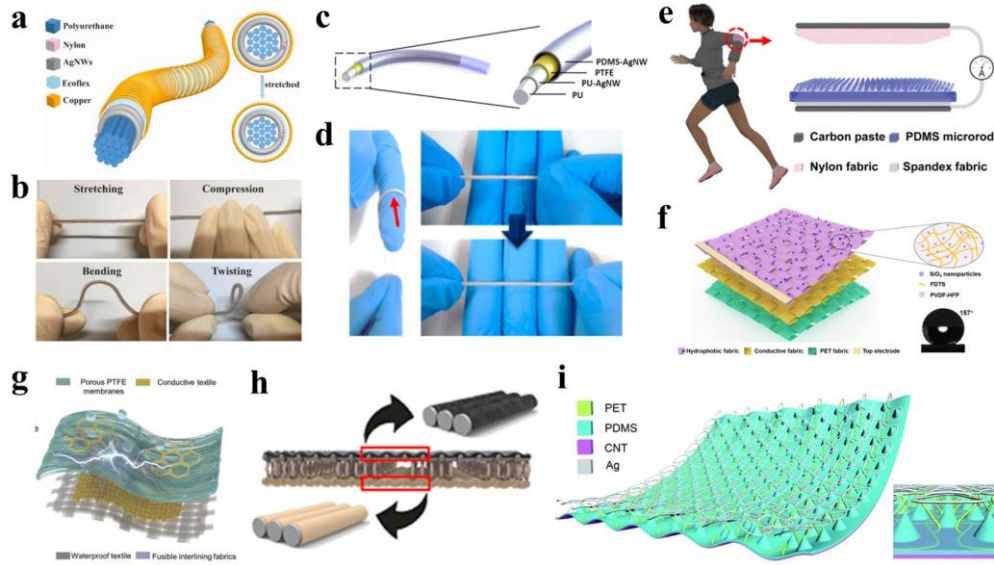 a
Polyurethane
Nylon
AgNWs
Ecoflex
Copper
stretched
b
Stretching
Compression
Bending
Twisting
c
PDMS-AgNW
PTFE
PU-AgNW
PU
d
e
A
Carbon paste
PDMS microrod
Nylon fabric
Spandex fabric
f
SiO₂ nanoparticles
FDTS
PVDF-HFP
157°
Hydrophobic fabric
Conductive fabric
PET fabric
Top electrode
g
Porous PTFE
membranes
Conductive textile
Waterproof textile
Fusible interlining fabrics
h
i
PET
PDMS
CNT
Ag